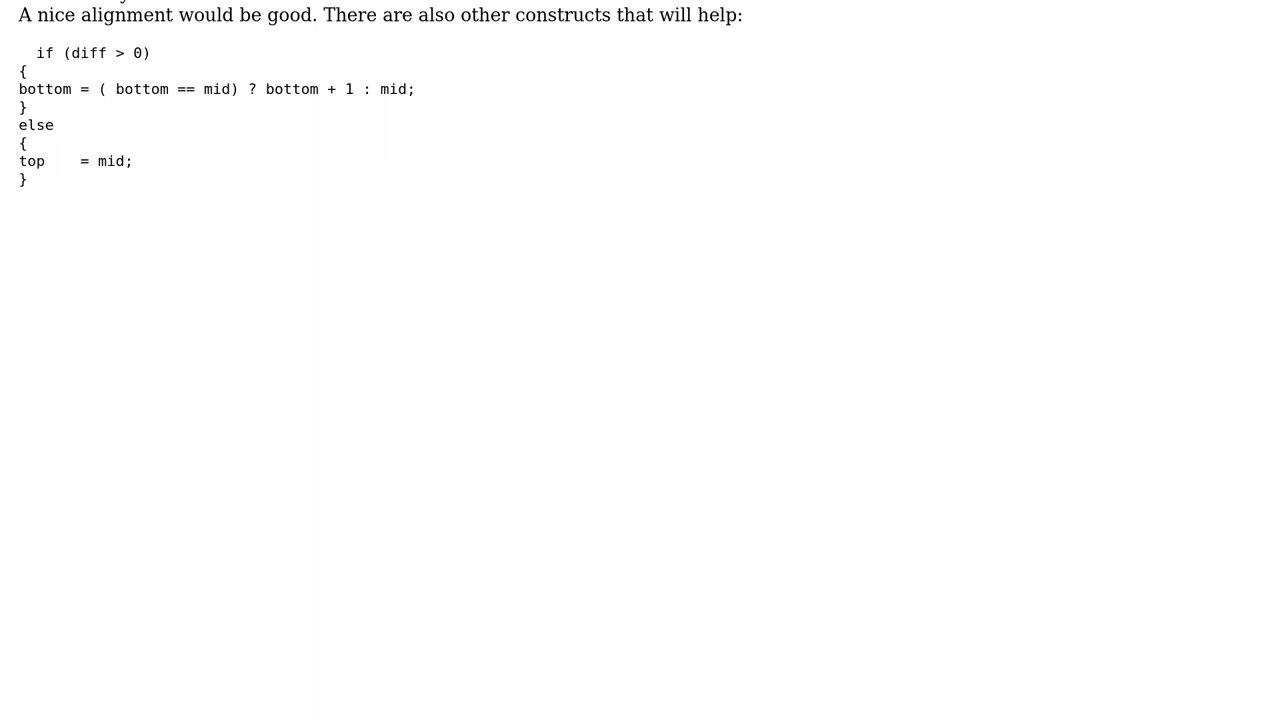 A nice alignment would be good. There are also other constructs that will help:
  if (diff > 0)
{
bottom = ( bottom == mid) ? bottom + 1 : mid;
}
else
{
top    = mid;
}